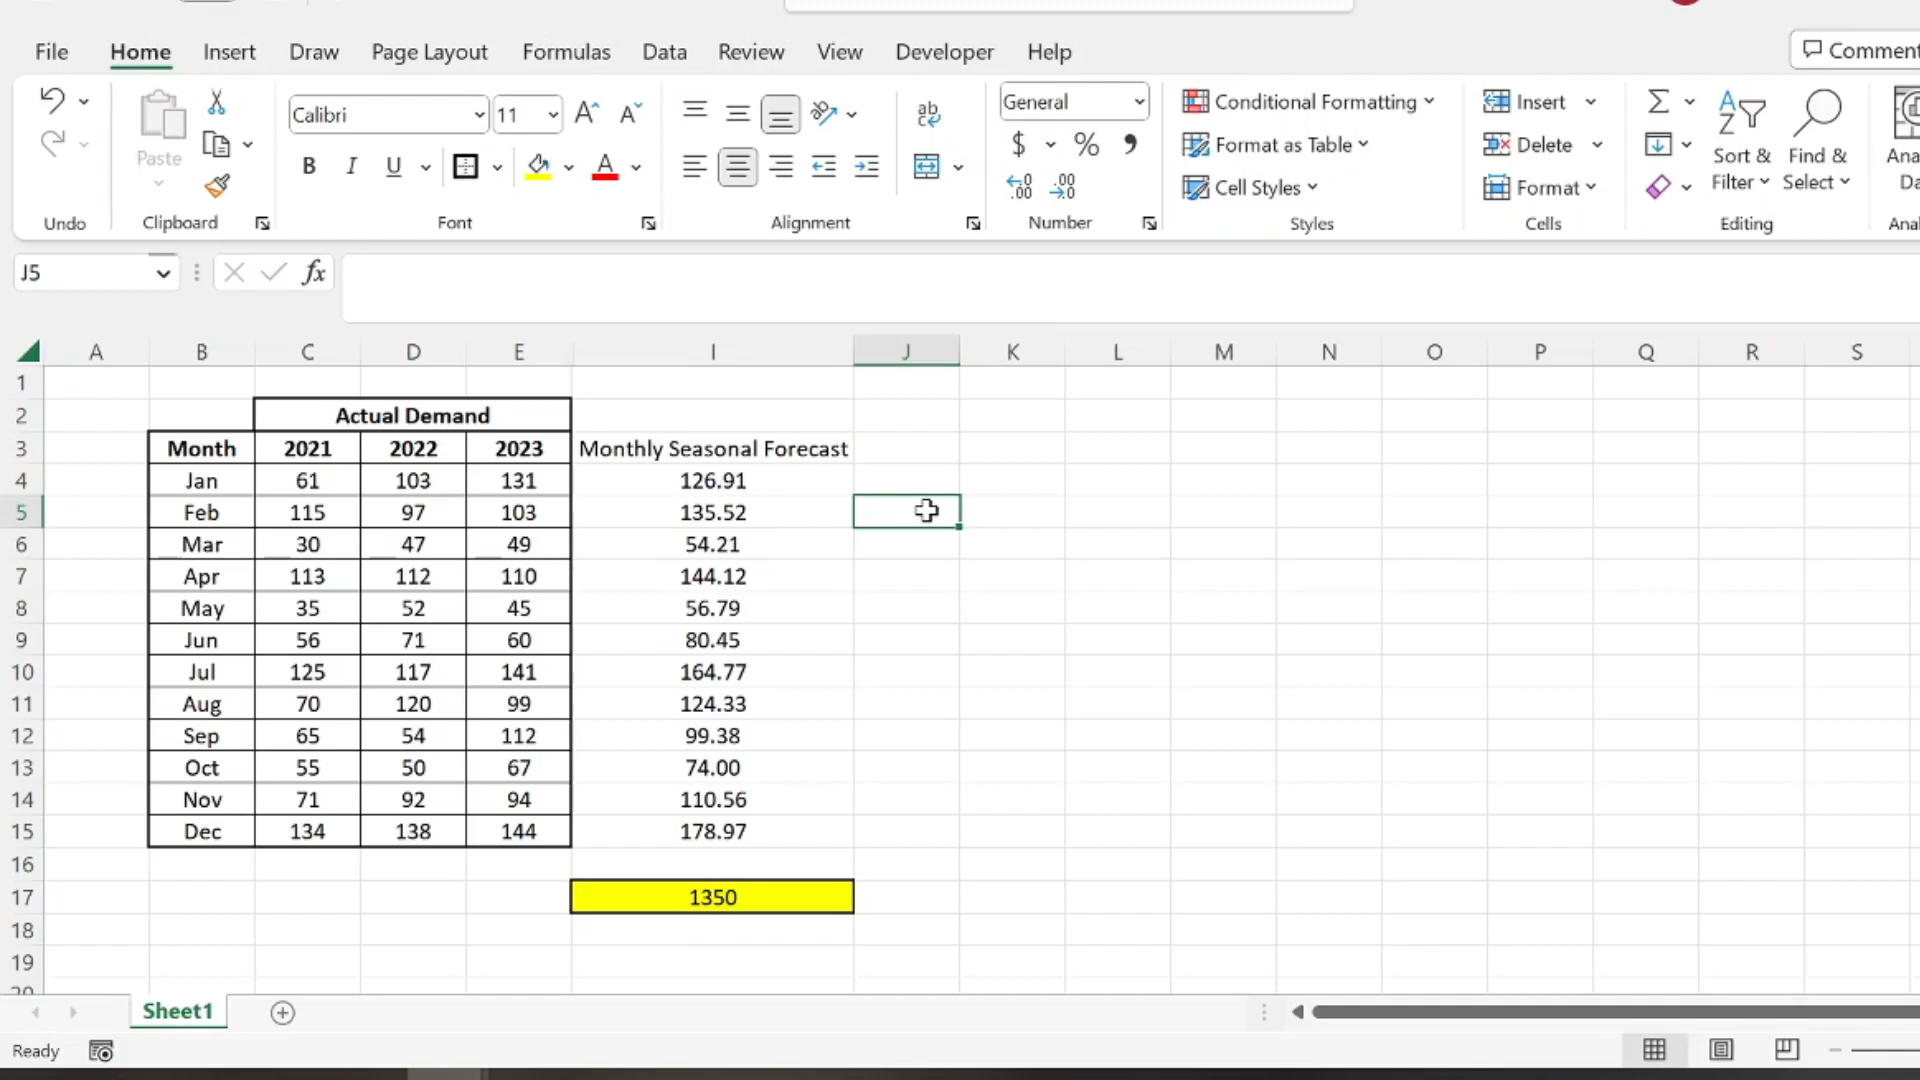 File Home Insert Draw Page Layout Formulas Data Review View Developer Help Comment
Calibri 11 General Conditional Formatting Insert
Paste $ % Format as Table Delete Sort & Find &
B I U A Cell Styles Format Filter Select
Undo Clipboard Font Alignment Number Styles Cells Editing
J5 fx
A B C D E I J K L M N O P Q R S
1
2 Actual Demand
3 Month 2021 2022 2023 Monthly Seasonal Forecast
4 Jan 61 103 131 126.91
5 Feb 115 97 103 135.52
6 Mar 30 47 49 54.21
7 Apr 113 112 110 144.12
8 May 35 52 45 56.79
9 Jun 56 71 60 80.45
10 Jul 125 117 141 164.77
11 Aug 70 120 99 124.33
12 Sep 65 54 112 99.38
13 Oct 55 50 67 74.00
14 Nov 71 92 94 110.56
15 Dec 134 138 144 178.97
16
17 1350
18
19
Sheet1
Ready